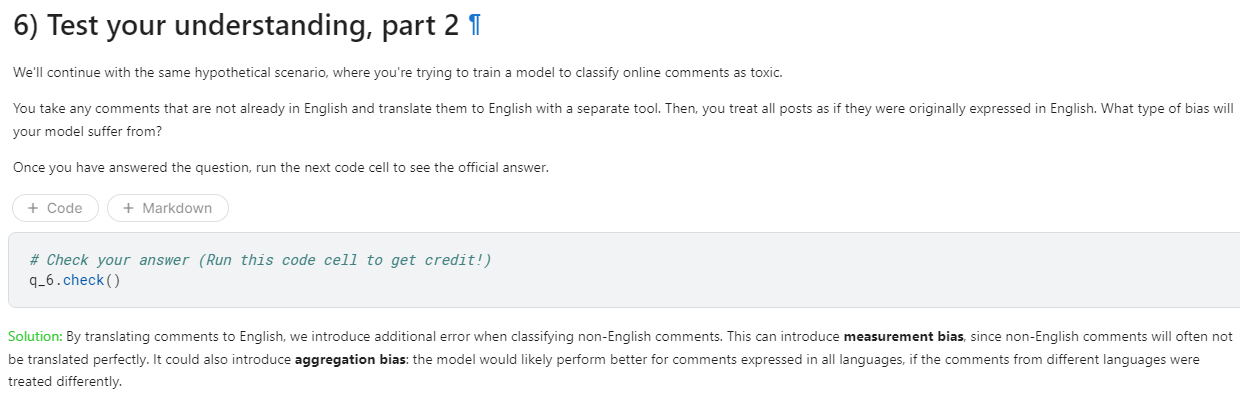 6) Test your understanding, part 2 ¶
We'll continue with the same hypothetical scenario, where you're trying to train a model to classify online comments as toxic.
You take any comments that are not already in English and translate them to English with a separate tool. Then, you treat all posts as if they were originally expressed in English. What type of bias will
your model suffer from?
Once you have answered the question, run the next code cell to see the official answer.
+ Code + Markdown
# Check your answer (Run this code cell to get credit!)
q_6.check()
Solution: By translating comments to English, we introduce additional error when classifying non-English comments. This can introduce measurement bias, since non-English comments will often not
be translated perfectly. It could also introduce aggregation bias: the model would likely perform better for comments expressed in all languages, if the comments from different languages were
treated differently.